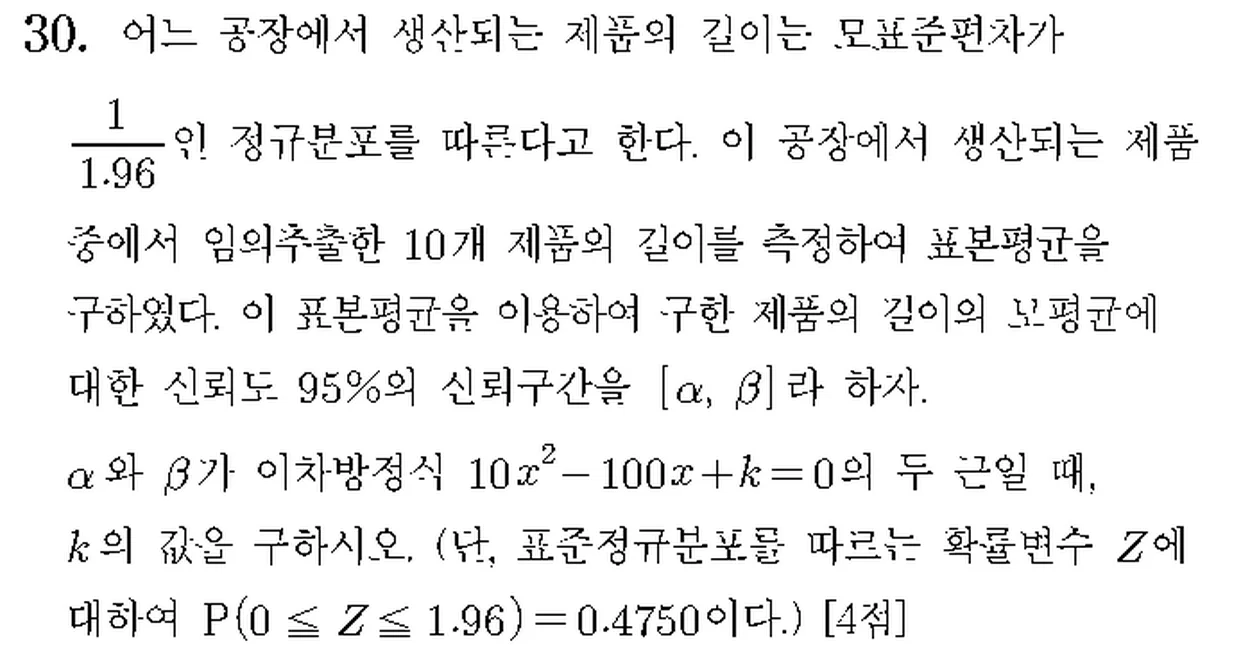 30. 어느 공장에서 생산되는 제품의 길이는 모표준편차가
1/1.96 인 정규분포를 따른다고 한다. 이 공장에서 생산되는 제품
중에서 임의추출한 10개 제품의 길이를 측정하여 표본평균을
구하였다. 이 표본평균을 이용하여 구한 제품의 길이의 모평균에
대한 신뢰도 95%의 신뢰구간을 [α, β]라 하자.
α와 β가 이차방정식 10x²−100x+k=0의 두 근일 때,
k의 값을 구하시오. (단, 표준정규분포를 따르는 확률변수 Z에
대하여 P(0 ≦ Z ≦ 1.96)=0.4750이다.) [4점]